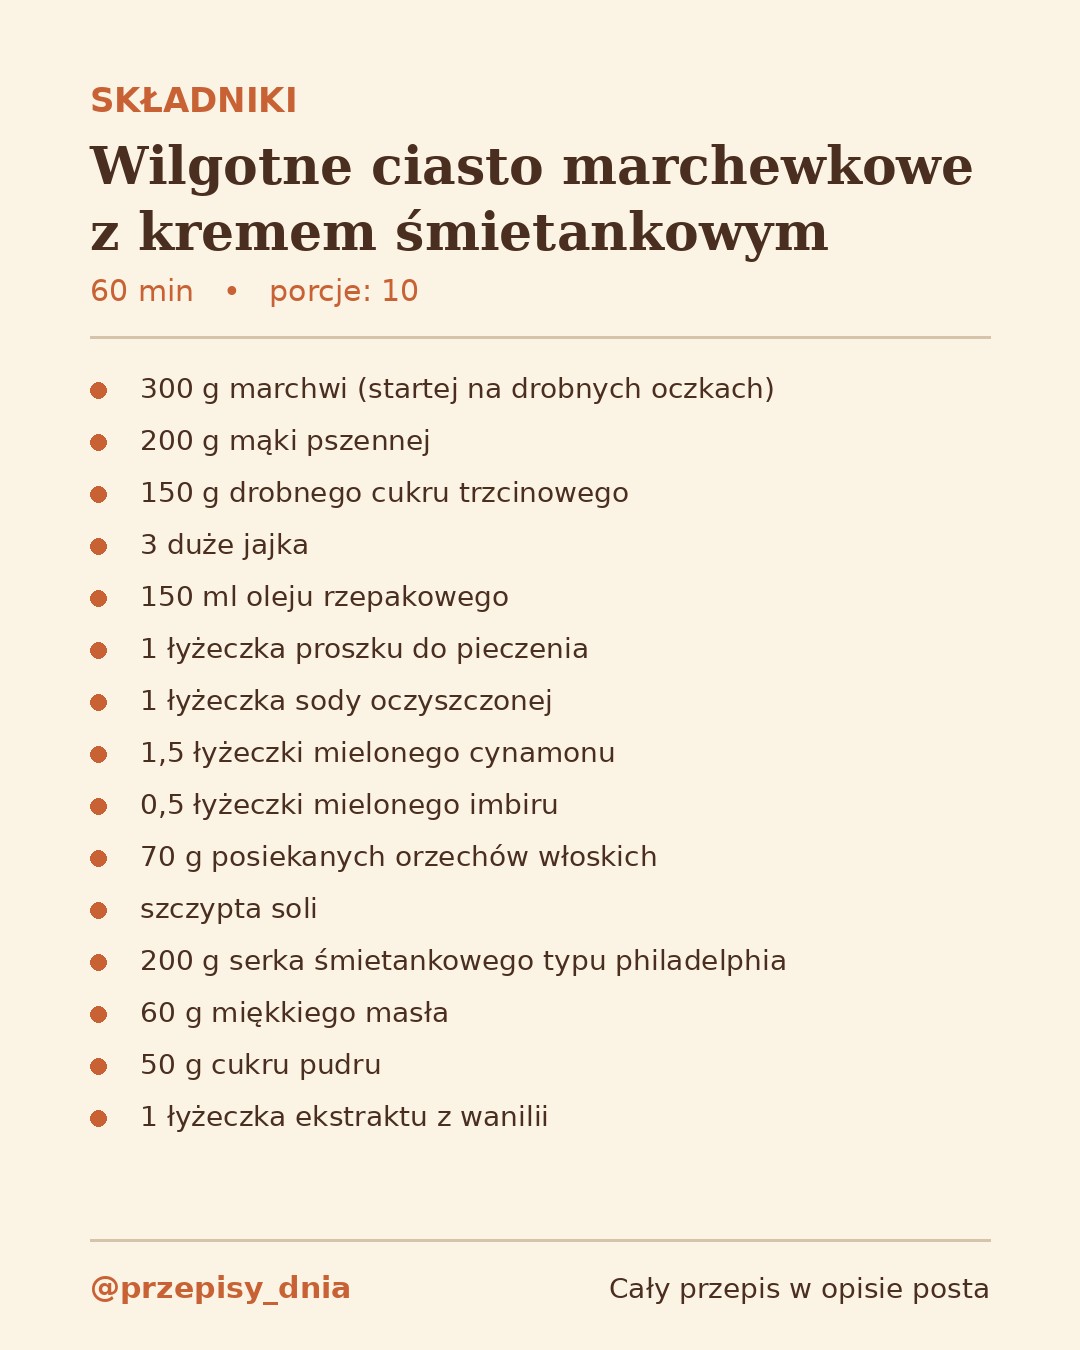 SKŁADNIKI
Wilgotne ciasto marchewkowe
z kremem śmietankowym
60 min • porcje: 10
300 g marchwi (startej na drobnych oczkach)
200 g mąki pszennej
150 g drobnego cukru trzcinowego
3 duże jajka
150 ml oleju rzepakowego
1 łyżeczka proszku do pieczenia
1 łyżeczka sody oczyszczonej
1,5 łyżeczki mielonego cynamonu
0,5 łyżeczki mielonego imbiru
70 g posiekanych orzechów włoskich
szczypta soli
200 g serka śmietankowego typu philadelphia
60 g miękkiego masła
50 g cukru pudru
1 łyżeczka ekstraktu z wanilii
@przepisy_dnia
Cały przepis w opisie posta